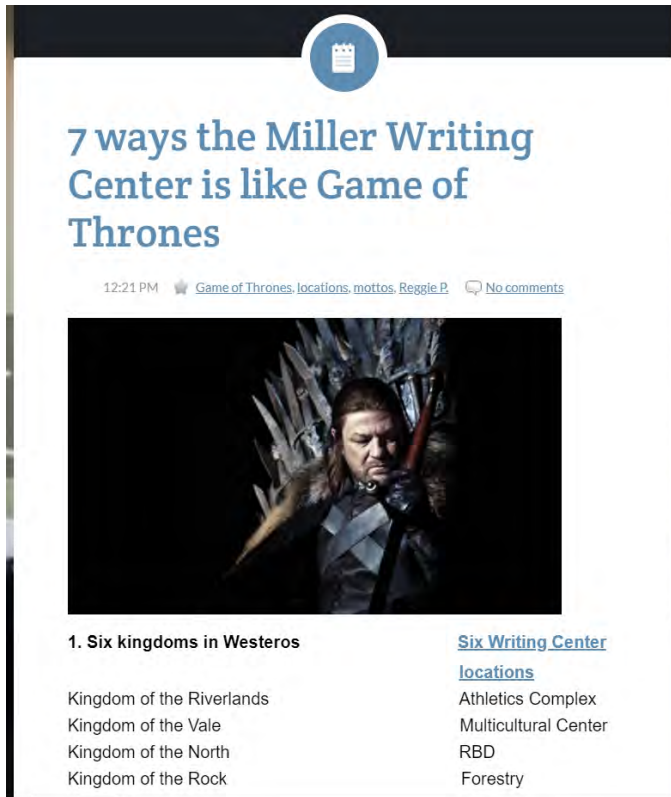 7 ways the Miller Writing
Center is like Game of
Thrones
12:21 PM Game of Thrones, locations, mottos, Reggie P. No comments
1. Six kingdoms in Westeros Six Writing Center
locations
Kingdom of the Riverlands Athletics Complex
Kingdom of the Vale Multicultural Center
Kingdom of the North RBD
Kingdom of the Rock Forestry